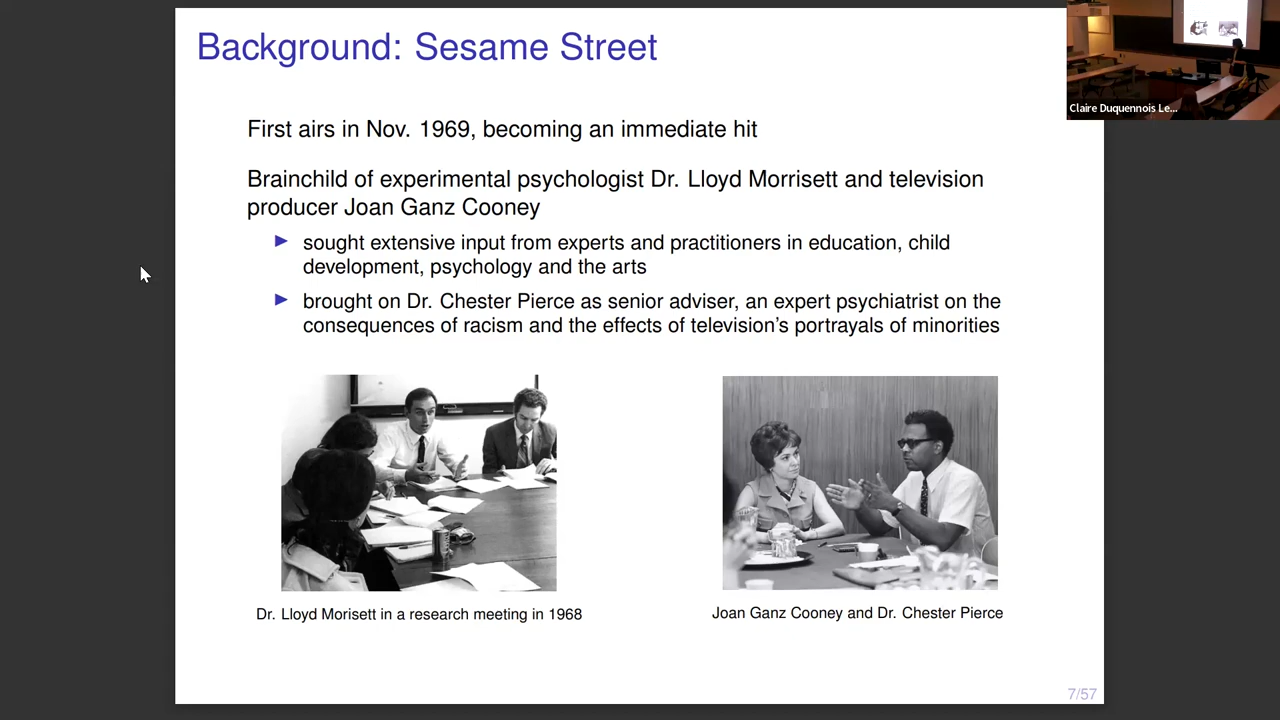 Background: Sesame Street
Claire Duquennois Le...
First airs in Nov. 1969, becoming an immediate hit
Brainchild of experimental psychologist Dr. Lloyd Morrisett and television
producer Joan Ganz Cooney
sought extensive input from experts and practitioners in education, child
development, psychology and the arts
brought on Dr. Chester Pierce as senior adviser, an expert psychiatrist on the
consequences of racism and the effects of television's portrayals of minorities
Dr. Lloyd Morisett in a research meeting in 1968
Joan Ganz Cooney and Dr. Chester Pierce
7/57